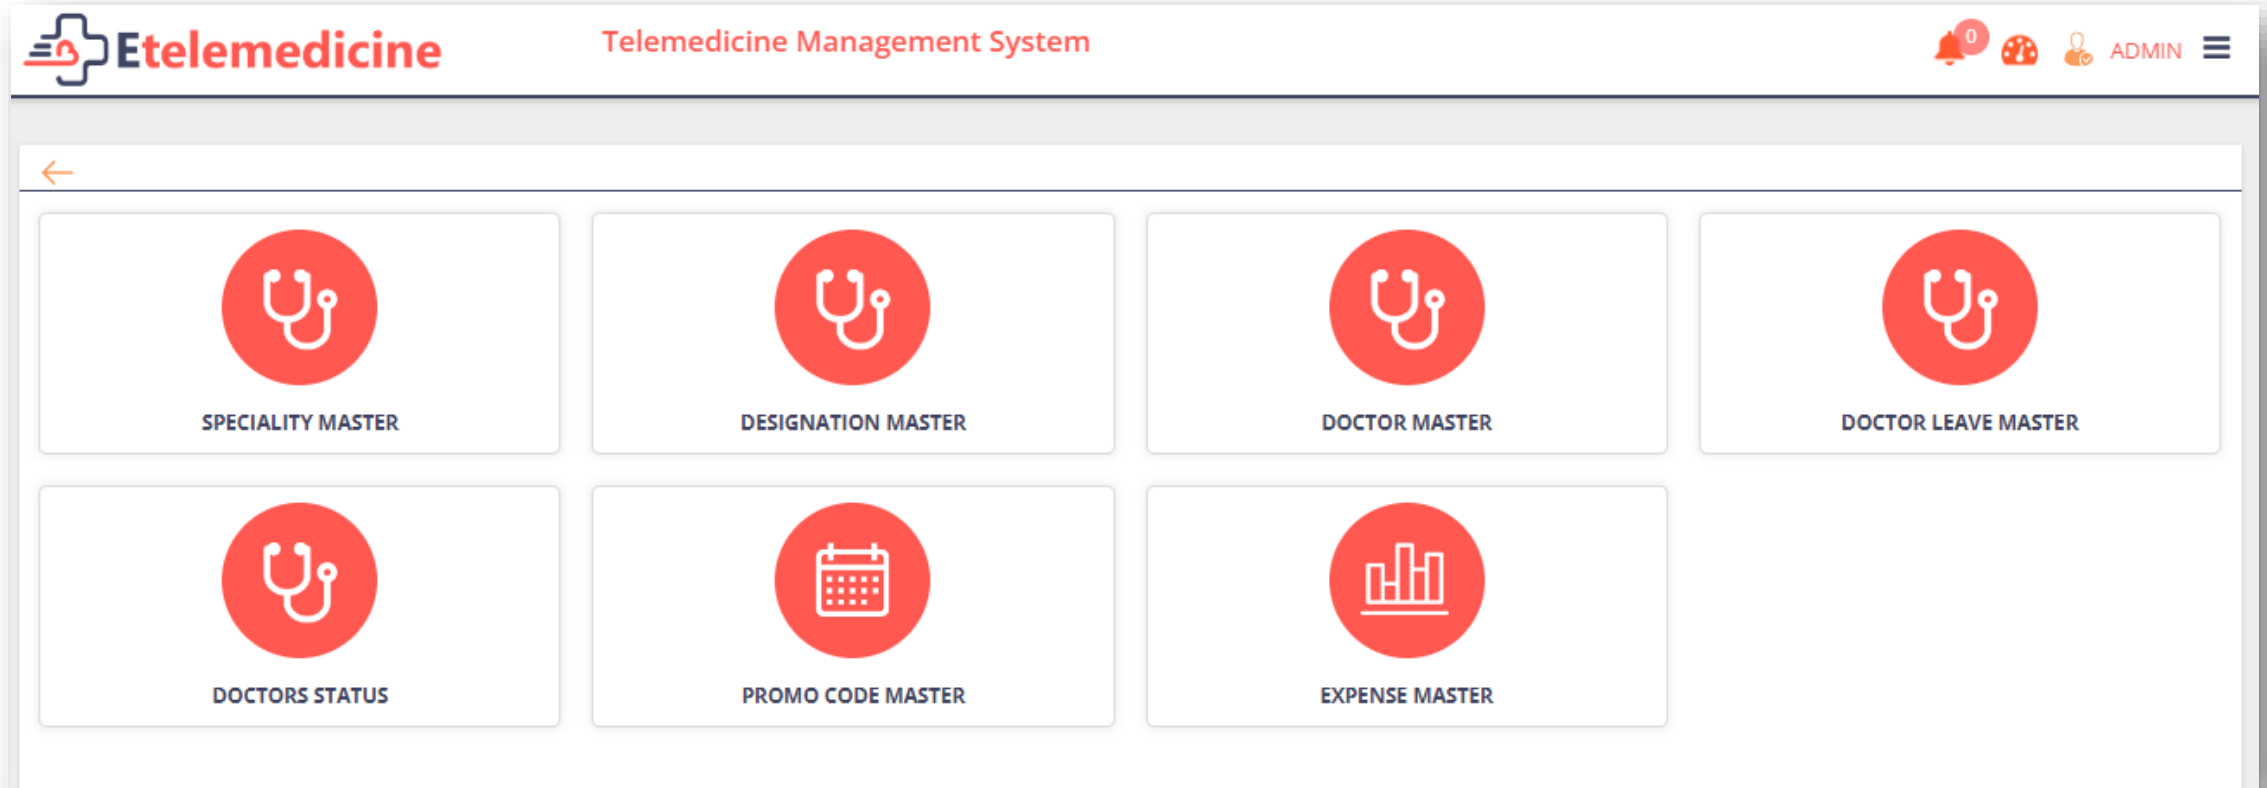 Etelemedicine
Telemedicine Management System
0
ADMIN
SPECIALITY MASTER
DESIGNATION MASTER
DOCTOR MASTER
DOCTOR LEAVE MASTER
DOCTORS STATUS
PROMO CODE MASTER
EXPENSE MASTER